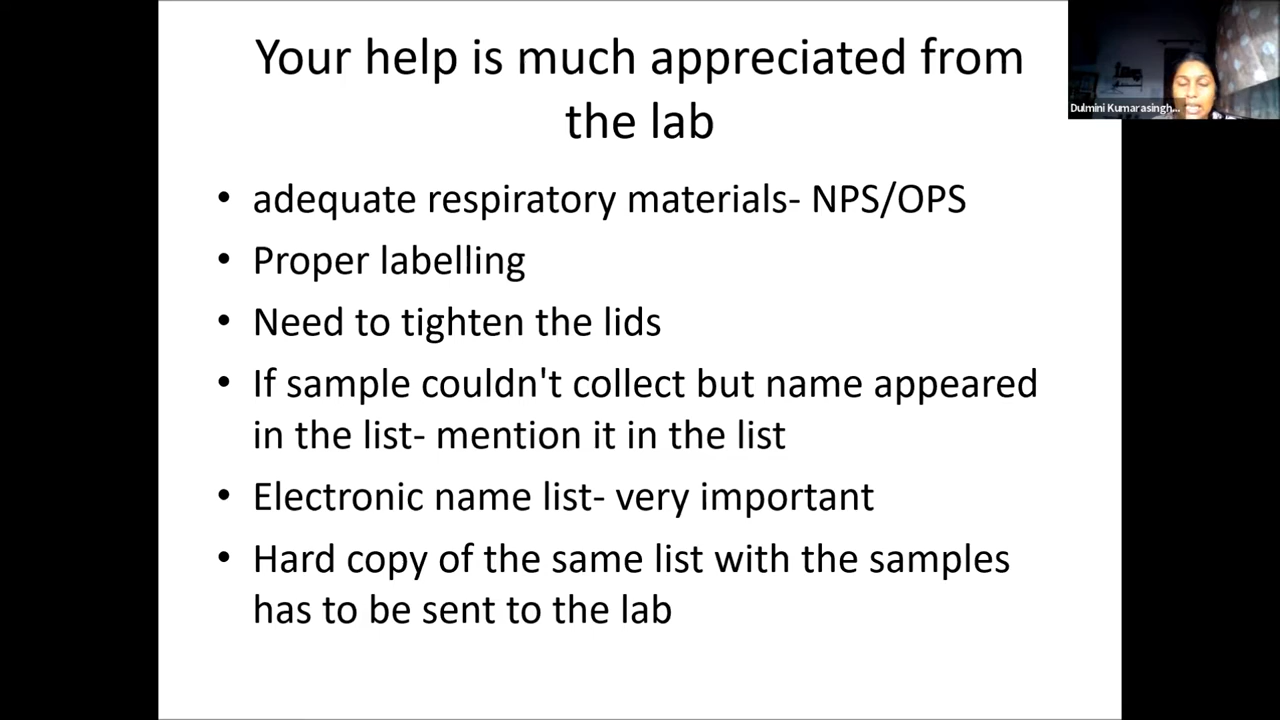 Your help is much appreciated from
the lab
Dulmini Kumarasingh...
• adequate respiratory materials- NPS/OPS
• Proper labelling
• Need to tighten the lids
• If sample couldn't collect but name appeared
in the list- mention it in the list
• Electronic name list- very important
• Hard copy of the same list with the samples
has to be sent to the lab